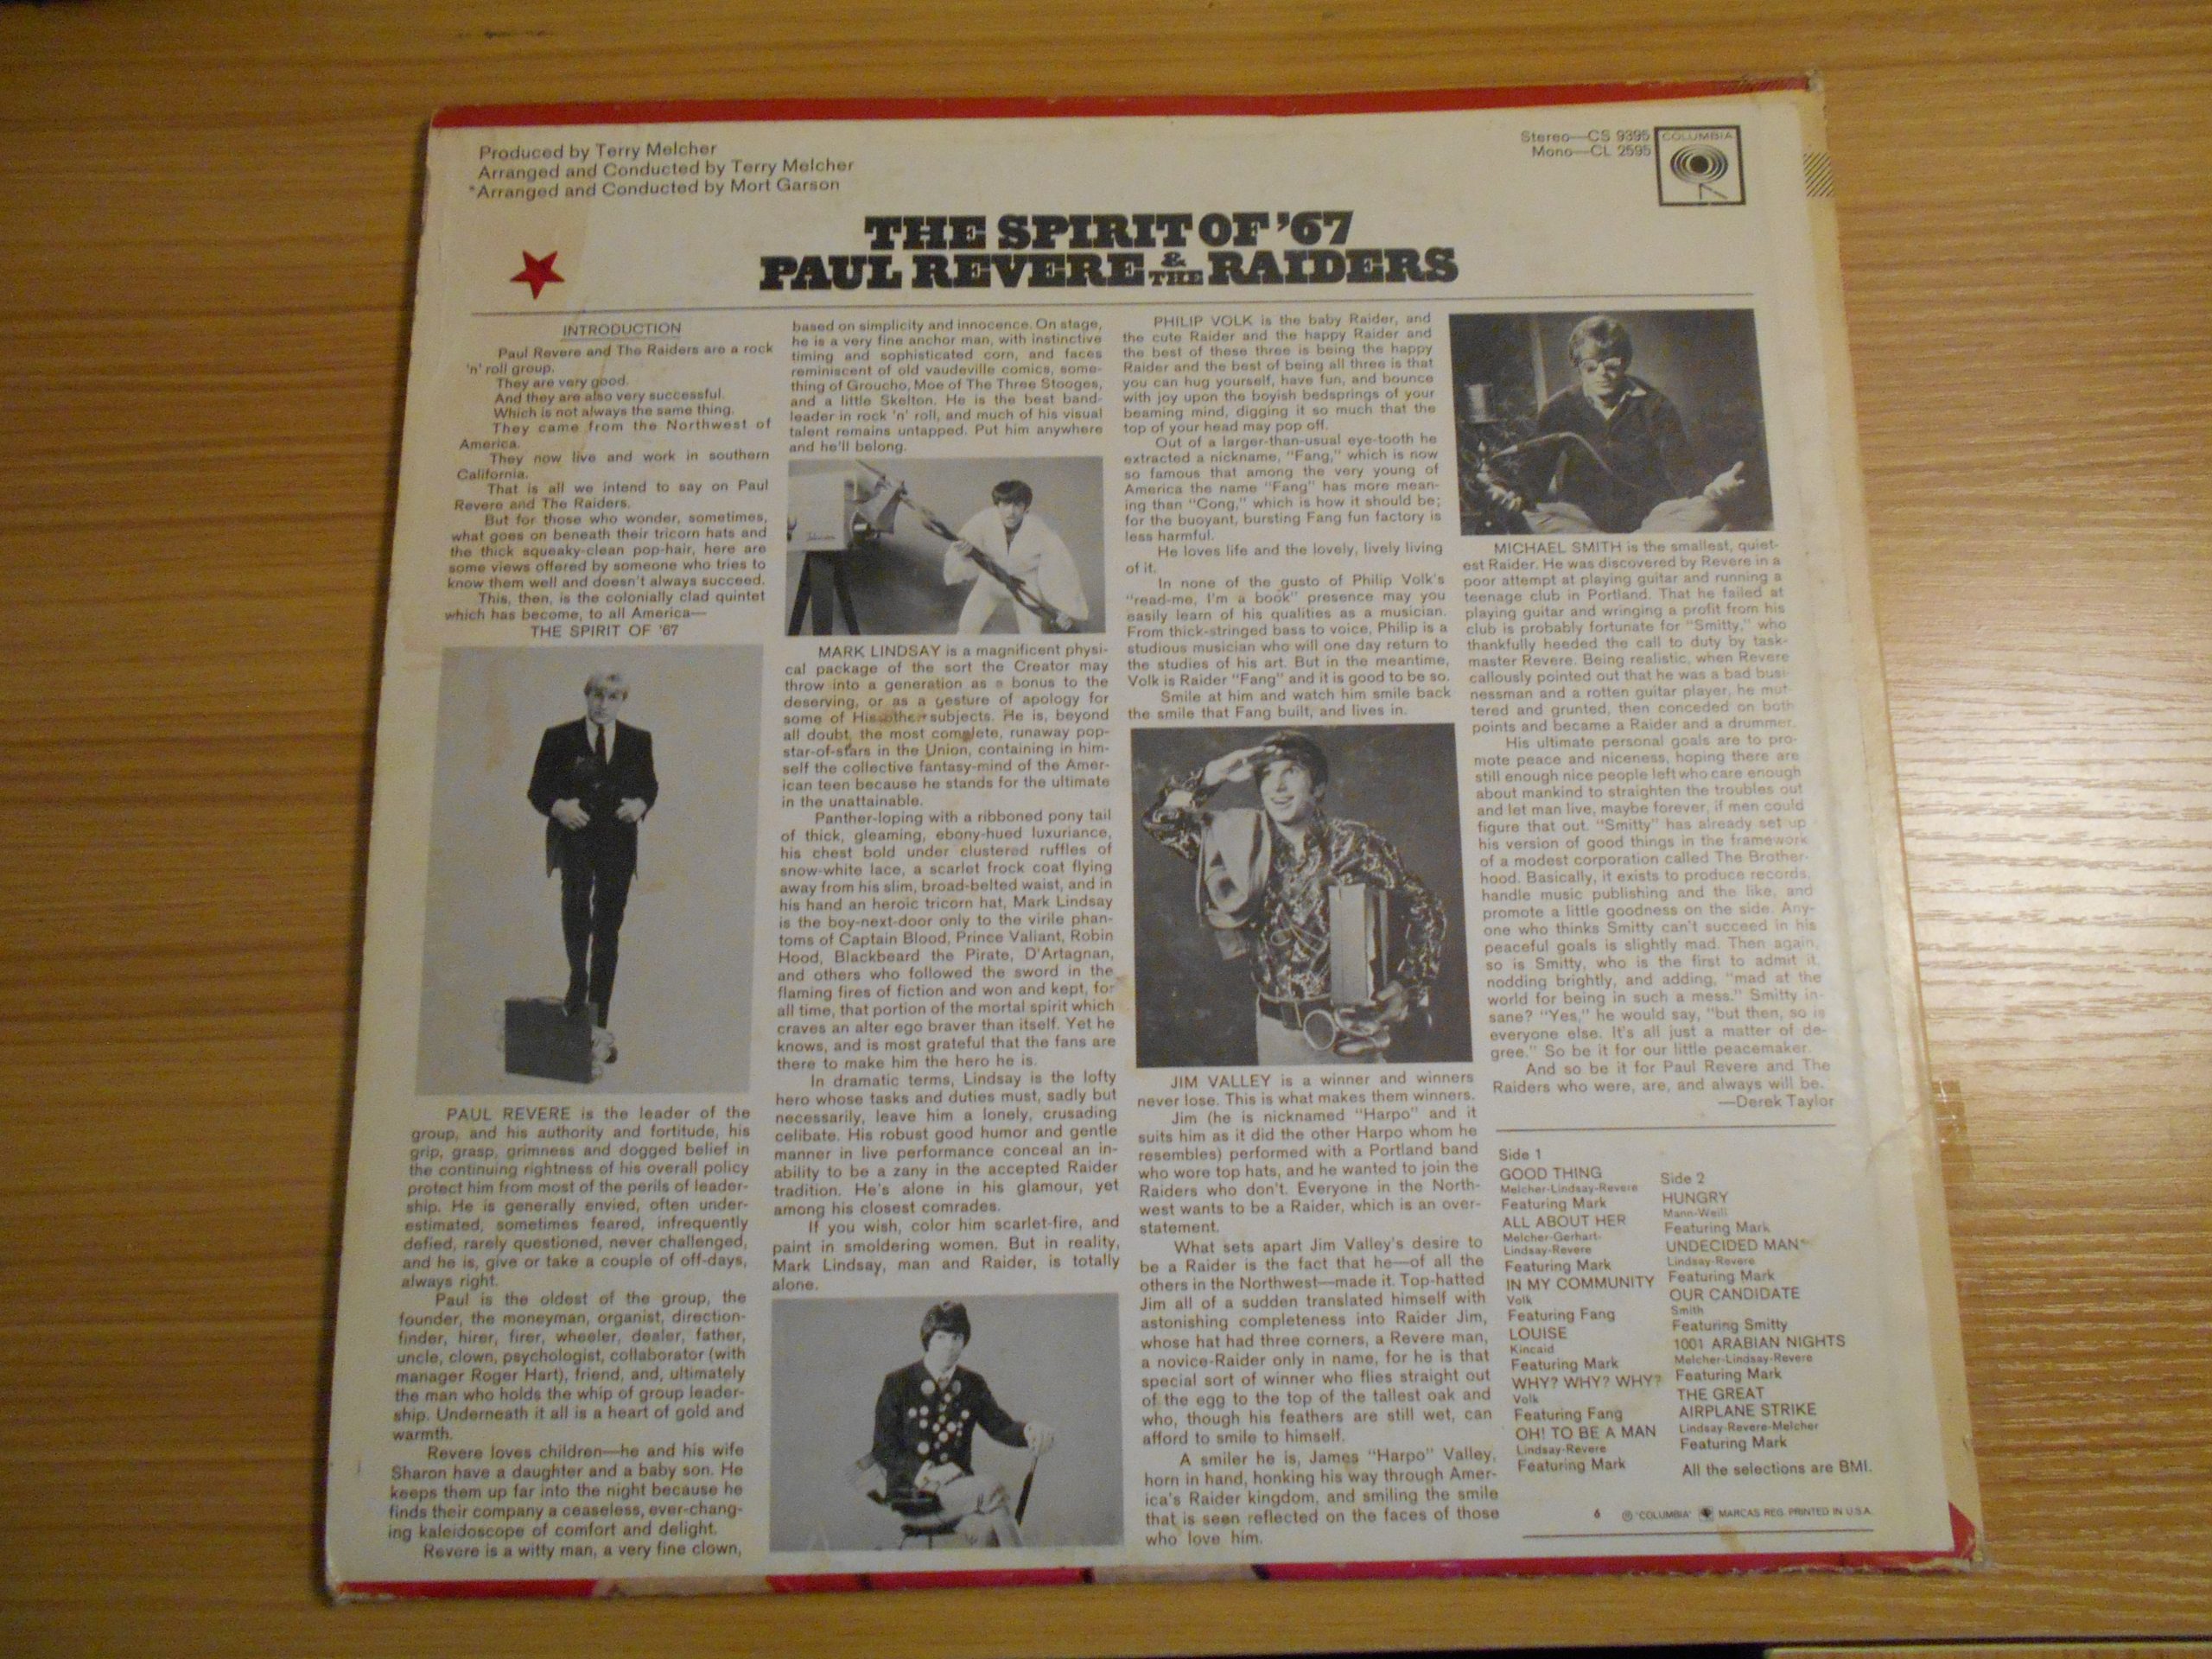 Produced by Terry Melcher
Arranged and Conducted by Terry Melcher
*Arranged and Conducted by Mort Garson
Stereo—CS 9395
Mono—CL 2595
COLUMBIA
THE SPIRIT OF '67
PAUL REVERE & THE RAIDERS
INTRODUCTION
Paul Revere and The Raiders are a rock
'n' roll group.
They are very good.
And they are also very successful.
Which is not always the same thing.
They came from the Northwest of
America.
They now live and work in southern
California.
That is all we intend to say on Paul
Revere and The Raiders.
But for those who wonder, sometimes,
what goes on beneath their tricorn hats and
the thick squeaky-clean pop-hair, here are
some views offered by someone who tries to
know them well and doesn't always succeed.
This, then, is the colonially clad quintet
which has become, to all America—
THE SPIRIT OF '67
PAUL REVERE is the leader of the
group, and his authority and fortitude, his
grip, grasp, grimness and dogged belief in
the continuing rightness of his overall policy
protect him from most of the perils of leader-
ship. He is generally envied, often under-
estimated, sometimes feared, infrequently
defied, rarely questioned, never challenged,
and he is, give or take a couple of off-days,
always right.
Paul is the oldest of the group, the
founder, the moneyman, organist, direction-
finder, hirer, firer, wheeler, dealer, father,
uncle, clown, psychologist, collaborator (with
manager Roger Hart), friend, and, ultimately
the man who holds the whip of group leader-
ship. Underneath it all is a heart of gold and
warmth.
Revere loves children—he and his wife
Sharon have a daughter and a baby son. He
keeps them up far into the night because he
finds their company a ceaseless, ever-chang-
ing kaleidoscope of comfort and delight.
Revere is a witty man, a very fine clown,
based on simplicity and innocence. On stage,
he is a very fine anchor man, with instinctive
timing and sophisticated corn, and faces
reminiscent of old vaudeville comics, some-
thing of Groucho, Moe of The Three Stooges,
and a little Skelton. He is the best band-
leader in rock 'n' roll, and much of his visual
talent remains untapped. Put him anywhere
and he'll belong.
MARK LINDSAY is a magnificent physi-
cal package of the sort the Creator may
throw into a generation as a bonus to the
deserving, or as a gesture of apology for
some of His other subjects. He is, beyond
all doubt, the most complete, runaway pop-
star-of-stars in the Union, containing in him-
self the collective fantasy-mind of the Amer-
ican teen because he stands for the ultimate
in the unattainable.
Panther-loping with a ribboned pony tail
of thick, gleaming, ebony-hued luxuriance,
his chest bold under clustered ruffles of
snow-white lace, a scarlet frock coat flying
away from his slim, broad-belted waist, and in
his hand an heroic tricorn hat, Mark Lindsay
is the boy-next-door only to the virile phan-
toms of Captain Blood, Prince Valiant, Robin
Hood, Blackbeard the Pirate, D'Artagnan,
and others who followed the sword in the
flaming fires of fiction and won and kept, for
all time, that portion of the mortal spirit which
craves an alter ego braver than itself. Yet he
knows, and is most grateful that the fans are
there to make him the hero he is.
In dramatic terms, Lindsay is the lofty
hero whose tasks and duties must, sadly but
necessarily, leave him a lonely, crusading
celibate. His robust good humor and gentle
manner in live performance conceal an in-
ability to be a zany in the accepted Raider
tradition. He's alone in his glamour, yet
among his closest comrades.
If you wish, color him scarlet-fire, and
paint in smoldering women. But in reality,
Mark Lindsay, man and Raider, is totally
alone.
PHILIP VOLK is the baby Raider, and
the cute Raider and the happy Raider and
the best of these three is being the happy
Raider and the best of being all three is that
you can hug yourself, have fun, and bounce
with joy upon the boyish bedsprings of your
beaming mind, digging it so much that the
top of your head may pop off.
Out of a larger-than-usual eye-tooth he
extracted a nickname, "Fang," which is now
so famous that among the very young of
America the name "Fang" has more mean-
ing than "Cong," which is how it should be;
for the buoyant, bursting Fang fun factory is
less harmful.
He loves life and the lovely, lively living
of it.
In none of the gusto of Philip Volk's
"read-me, I'm a book" presence may you
easily learn of his qualities as a musician.
From thick-stringed bass to voice, Philip is a
studious musician who will one day return to
the studies of his art. But in the meantime,
Volk is Raider "Fang" and it is good to be so.
Smile at him and watch him smile back
the smile that Fang built, and lives in.
JIM VALLEY is a winner and winners
never lose. This is what makes them winners.
Jim (he is nicknamed "Harpo" and it
suits him as it did the other Harpo whom he
resembles) performed with a Portland band
who wore top hats, and he wanted to join the
Raiders who don't. Everyone in the North-
west wants to be a Raider, which is an over-
statement.
What sets apart Jim Valley's desire to
be a Raider is the fact that he—of all the
others in the Northwest—made it. Top-hatted
Jim all of a sudden translated himself with
astonishing completeness into Raider Jim,
whose hat had three corners, a Revere man,
a novice-Raider only in name, for he is that
special sort of winner who flies straight out
of the egg to the top of the tallest oak and
who, though his feathers are still wet, can
afford to smile to himself.
A smiler he is, James "Harpo" Valley,
horn in hand, honking his way through Amer-
ica's Raider kingdom, and smiling the smile
that is seen reflected on the faces of those
who love him.
MICHAEL SMITH is the smallest, quiet-
est Raider. He was discovered by Revere in a
poor attempt at playing guitar and running a
teenage club in Portland. That he failed at
playing guitar and wringing a profit from his
club is probably fortunate for "Smitty," who
thankfully heeded the call to duty by task-
master Revere. Being realistic, when Revere
callously pointed out that he was a bad busi-
nessman and a rotten guitar player, he mut-
tered and grunted, then conceded on both
points and became a Raider and a drummer.
His ultimate personal goals are to pro-
mote peace and niceness, hoping there are
still enough nice people left who care enough
about mankind to straighten the troubles out
and let man live, maybe forever, if men could
figure that out. "Smitty" has already set up
his version of good things in the framework
of a modest corporation called The Brother-
hood. Basically, it exists to produce records,
handle music publishing and the like, and
promote a little goodness on the side. Any-
one who thinks Smitty can't succeed in his
peaceful goals is slightly mad. Then again,
so is Smitty, who is the first to admit it,
nodding brightly, and adding, "mad at the
world for being in such a mess." Smitty in-
sane? "Yes," he would say, "but then, so is
everyone else. It's all just a matter of de-
gree." So be it for our little peacemaker.
And so be it for Paul Revere and The
Raiders who were, are, and always will be.
—Derek Taylor
Side 1
GOOD THING
Melcher-Lindsay-Revere
Featuring Mark
ALL ABOUT HER
Melcher-Gerhart-
Lindsay-Revere
Featuring Mark
IN MY COMMUNITY
Volk
Featuring Fang
LOUISE
Kincaid
Featuring Mark
WHY? WHY? WHY?
Volk
Featuring Fang
OH! TO BE A MAN
Lindsay-Revere
Featuring Mark
Side 2
HUNGRY
Mann-Weill
Featuring Mark
UNDECIDED MAN*
Lindsay-Revere
Featuring Mark
OUR CANDIDATE
Smith
Featuring Smitty
1001 ARABIAN NIGHTS
Melcher-Lindsay-Revere
Featuring Mark
THE GREAT
AIRPLANE STRIKE
Lindsay-Revere-Melcher
Featuring Mark
All the selections are BMI.
6 ® "COLUMBIA" MARCAS REG. PRINTED IN U.S.A.